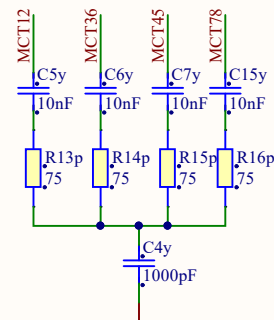 MCT12 MCT36 MCT45 MCT78
C5y C6y C7y C15y
10nF 10nF 10nF 10nF
R13p R14p R15p R16p
75 75 75 75
C4y
1000pF